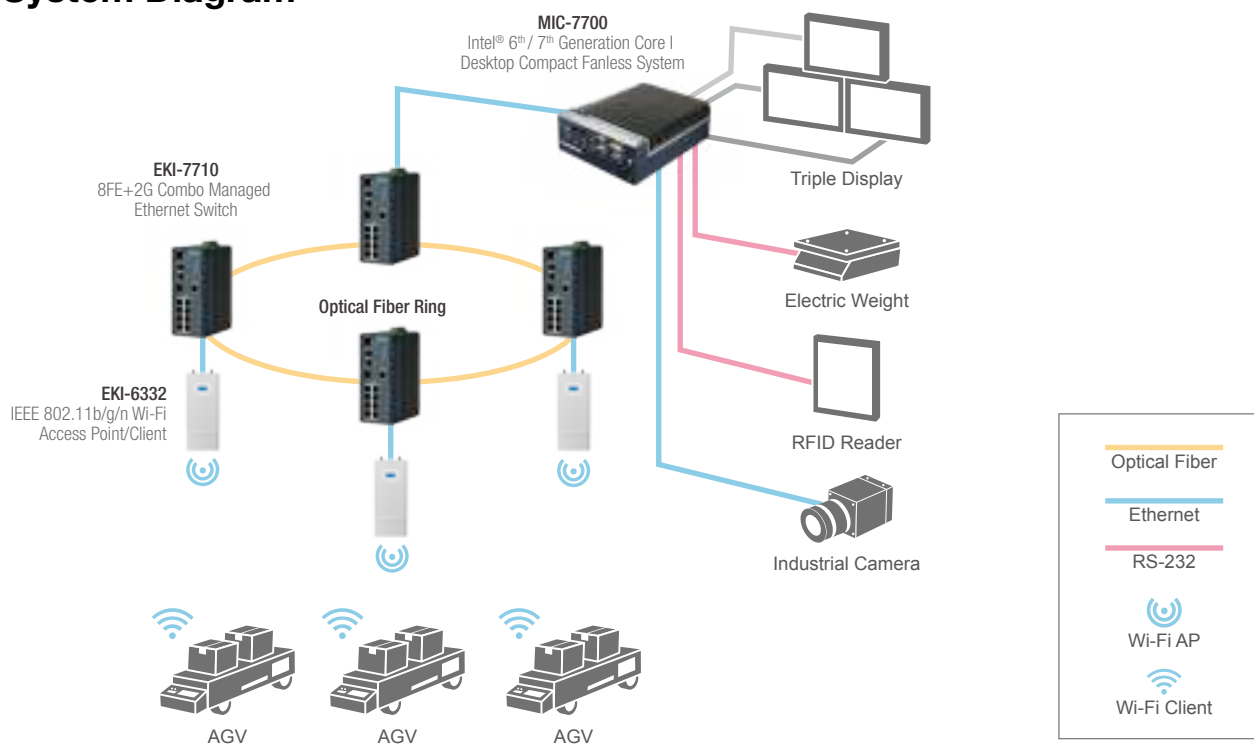 System Diagram
MIC-7700
Intel® 6th / 7th Generation Core I
Desktop Compact Fanless System
EKI-7710
8FE+2G Combo Managed
Ethernet Switch
Triple Display
Optical Fiber Ring
Electric Weight
EKI-6332
IEEE 802.11b/g/n Wi-Fi
Access Point/Client
RFID Reader
Industrial Camera
AGV
AGV
AGV
Optical Fiber
Ethernet
RS-232
Wi-Fi AP
Wi-Fi Client